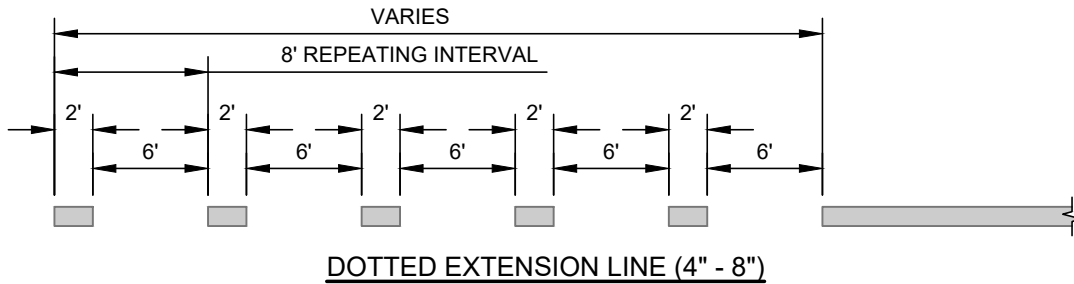 VARIES
8' REPEATING INTERVAL
2' 2' 2' 2' 2'
6' 6' 6' 6' 6'
DOTTED EXTENSION LINE (4" - 8")